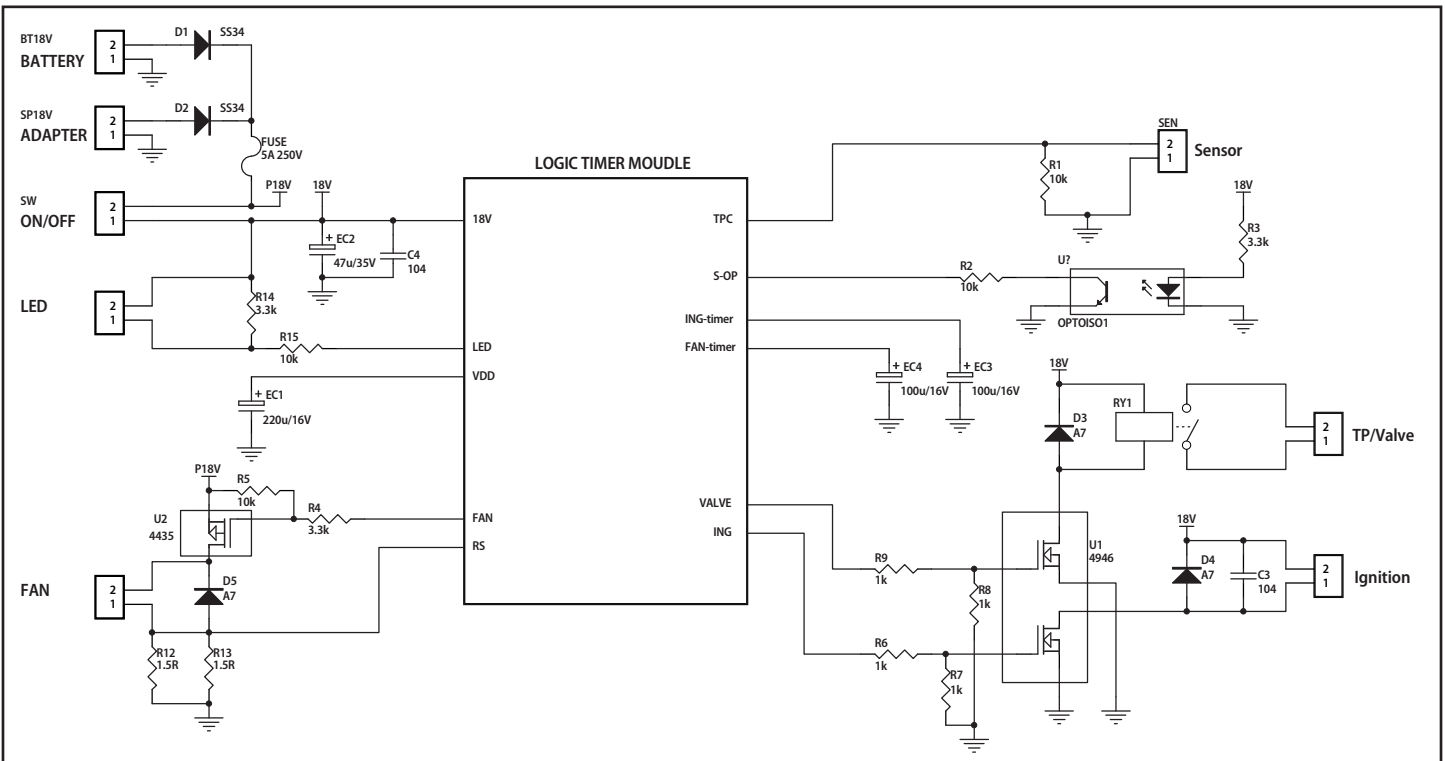 BT18V
BATTERY
2
1
D1 SS34
SP18V
ADAPTER
2
1
D2 SS34
FUSE
5A 250V
P18V
18V
SW
ON/OFF
2
1
+ EC2
47u/35V
C4
104
LED
2
1
R14
3.3k
R15
10k
+ EC1
220u/16V
P18V
R5
10k
U2
4435
R4
3.3k
FAN
2
1
D5
A7
R12
1.5R
R13
1.5R
LOGIC TIMER MOUDLE
18V
LED
VDD
FAN
RS
TPC
S-OP
ING-timer
FAN-timer
VALVE
ING
SEN
2
1
Sensor
R1
10k
18V
R3
3.3k
R2
10k
U?
OPTOISO1
+ EC4
100u/16V
+ EC3
100u/16V
18V
D3
A7
RY1
2
1
TP/Valve
R9
1k
R8
1k
U1
4946
R6
1k
R7
1k
18V
D4
A7
C3
104
2
1
Ignition